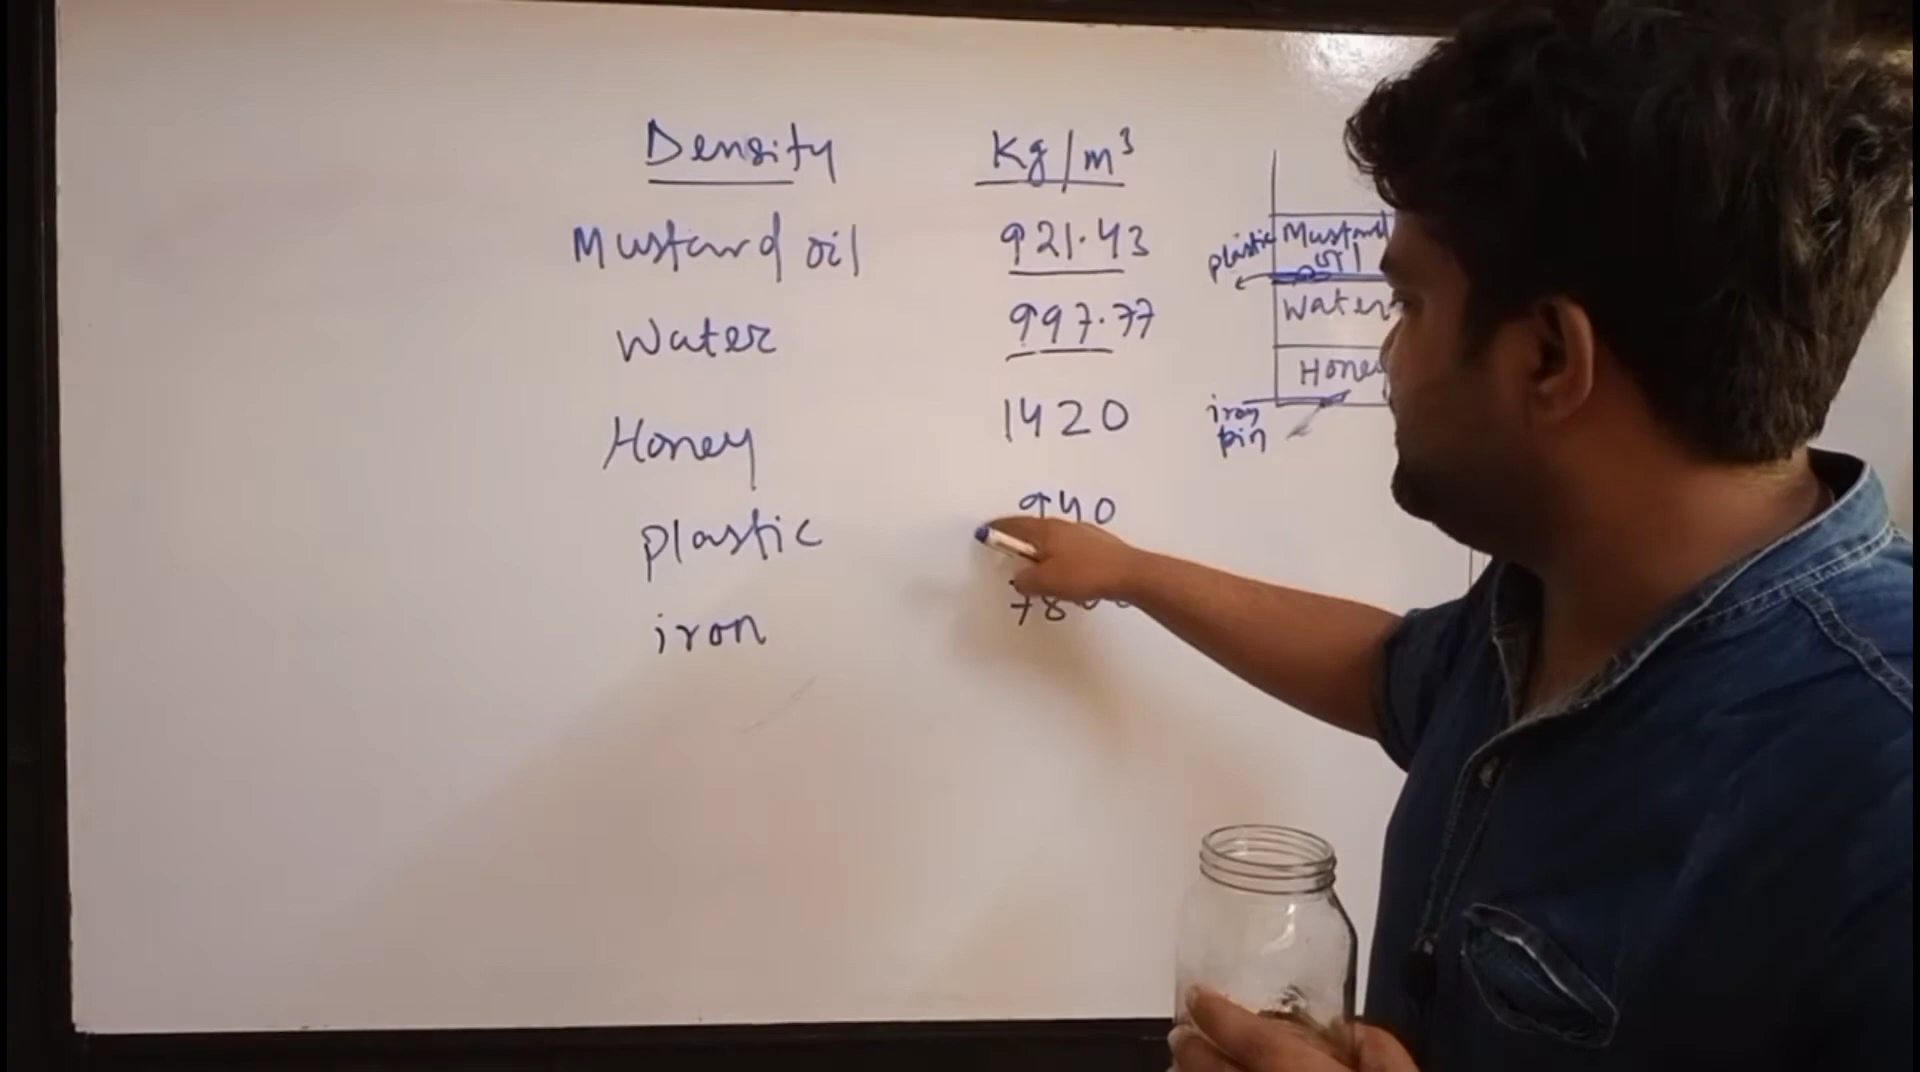 Density Kg/m³
Mustard oil 921.43
Water 997.77
Honey 1420
plastic 940
iron
plastic
Mustard
oil
Water
Honey
iron
pin